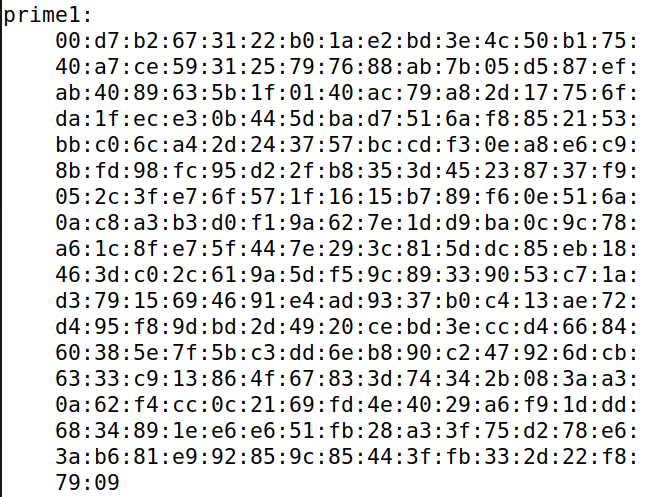 prime1:
00:d7:b2:67:31:22:b0:1a:e2:bd:3e:4c:50:b1:75:
40:a7:ce:59:31:25:79:76:88:ab:7b:05:d5:87:ef:
ab:40:89:63:5b:1f:01:40:ac:79:a8:2d:17:75:6f:
da:1f:ec:e3:0b:44:5d:ba:d7:51:6a:f8:85:21:53:
bb:c0:6c:a4:2d:24:37:57:bc:cd:f3:0e:a8:e6:c9:
8b:fd:98:fc:95:d2:2f:b8:35:3d:45:23:87:37:f9:
05:2c:3f:e7:6f:57:1f:16:15:b7:89:f6:0e:51:6a:
0a:c8:a3:b3:d0:f1:9a:62:7e:1d:d9:ba:0c:9c:78:
a6:1c:8f:e7:5f:44:7e:29:3c:81:5d:dc:85:eb:18:
46:3d:c0:2c:61:9a:5d:f5:9c:89:33:90:53:c7:1a:
d3:79:15:69:46:91:e4:ad:93:37:b0:c4:13:ae:72:
d4:95:f8:9d:bd:2d:49:20:ce:bd:3e:cc:d4:66:84:
60:38:5e:7f:5b:c3:dd:6e:b8:90:c2:47:92:6d:cb:
63:33:c9:13:86:4f:67:83:3d:74:34:2b:08:3a:a3:
0a:62:f4:cc:0c:21:69:fd:4e:40:29:a6:f9:1d:dd:
68:34:89:1e:e6:e6:51:fb:28:a3:3f:75:d2:78:e6:
3a:b6:81:e9:92:85:9c:85:44:3f:fb:33:2d:22:f8:
79:09